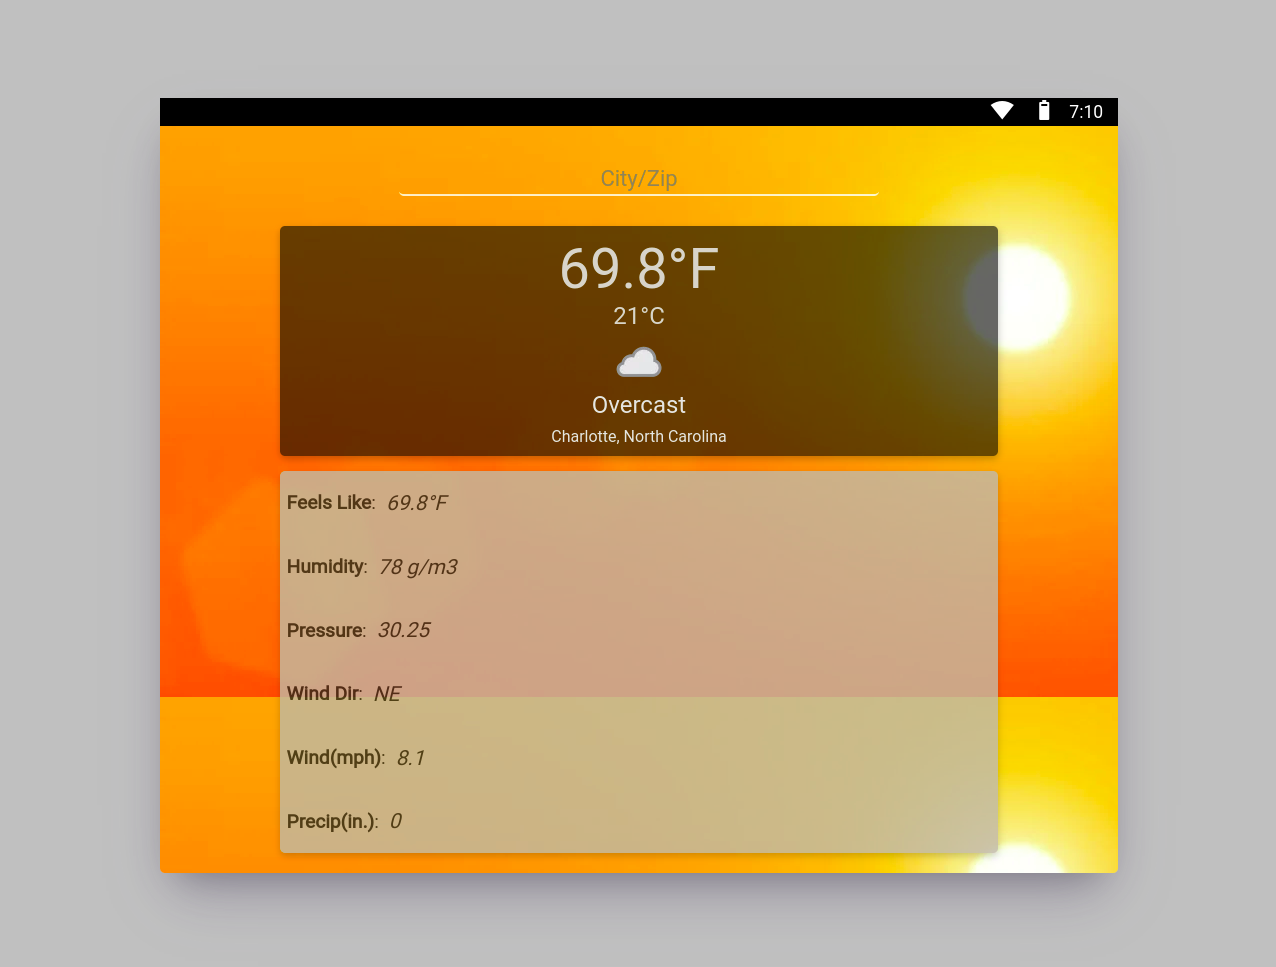 7:10
City/Zip
69.8°F
21°C
Overcast
Charlotte, North Carolina
Feels Like: 69.8°F
Humidity: 78 g/m3
Pressure: 30.25
Wind Dir: NE
Wind(mph): 8.1
Precip(in.): 0